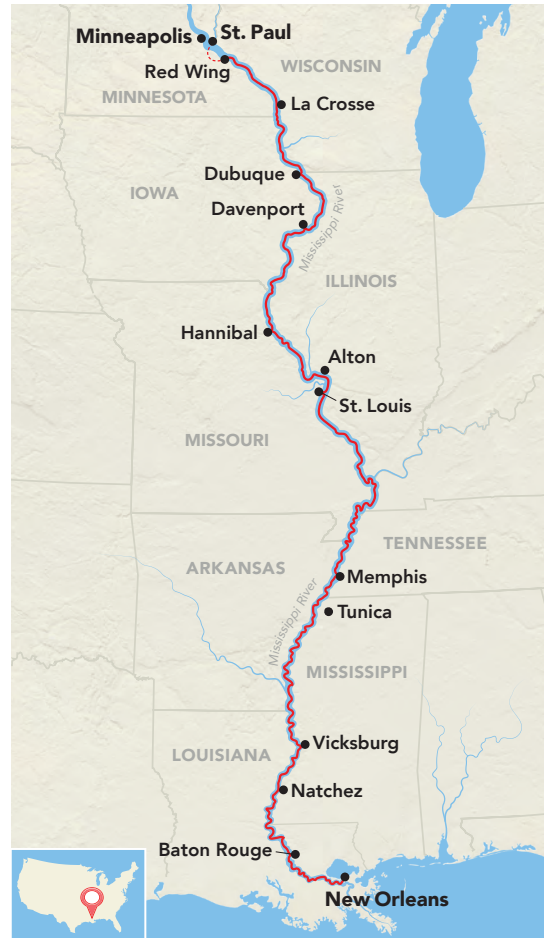 Minneapolis
St. Paul
Red Wing
WISCONSIN
MINNESOTA
La Crosse
Dubuque
IOWA
Davenport
Mississippi River
ILLINOIS
Hannibal
Alton
St. Louis
MISSOURI
TENNESSEE
ARKANSAS
Memphis
Mississippi River
Tunica
MISSISSIPPI
Vicksburg
LOUISIANA
Natchez
Baton Rouge
New Orleans